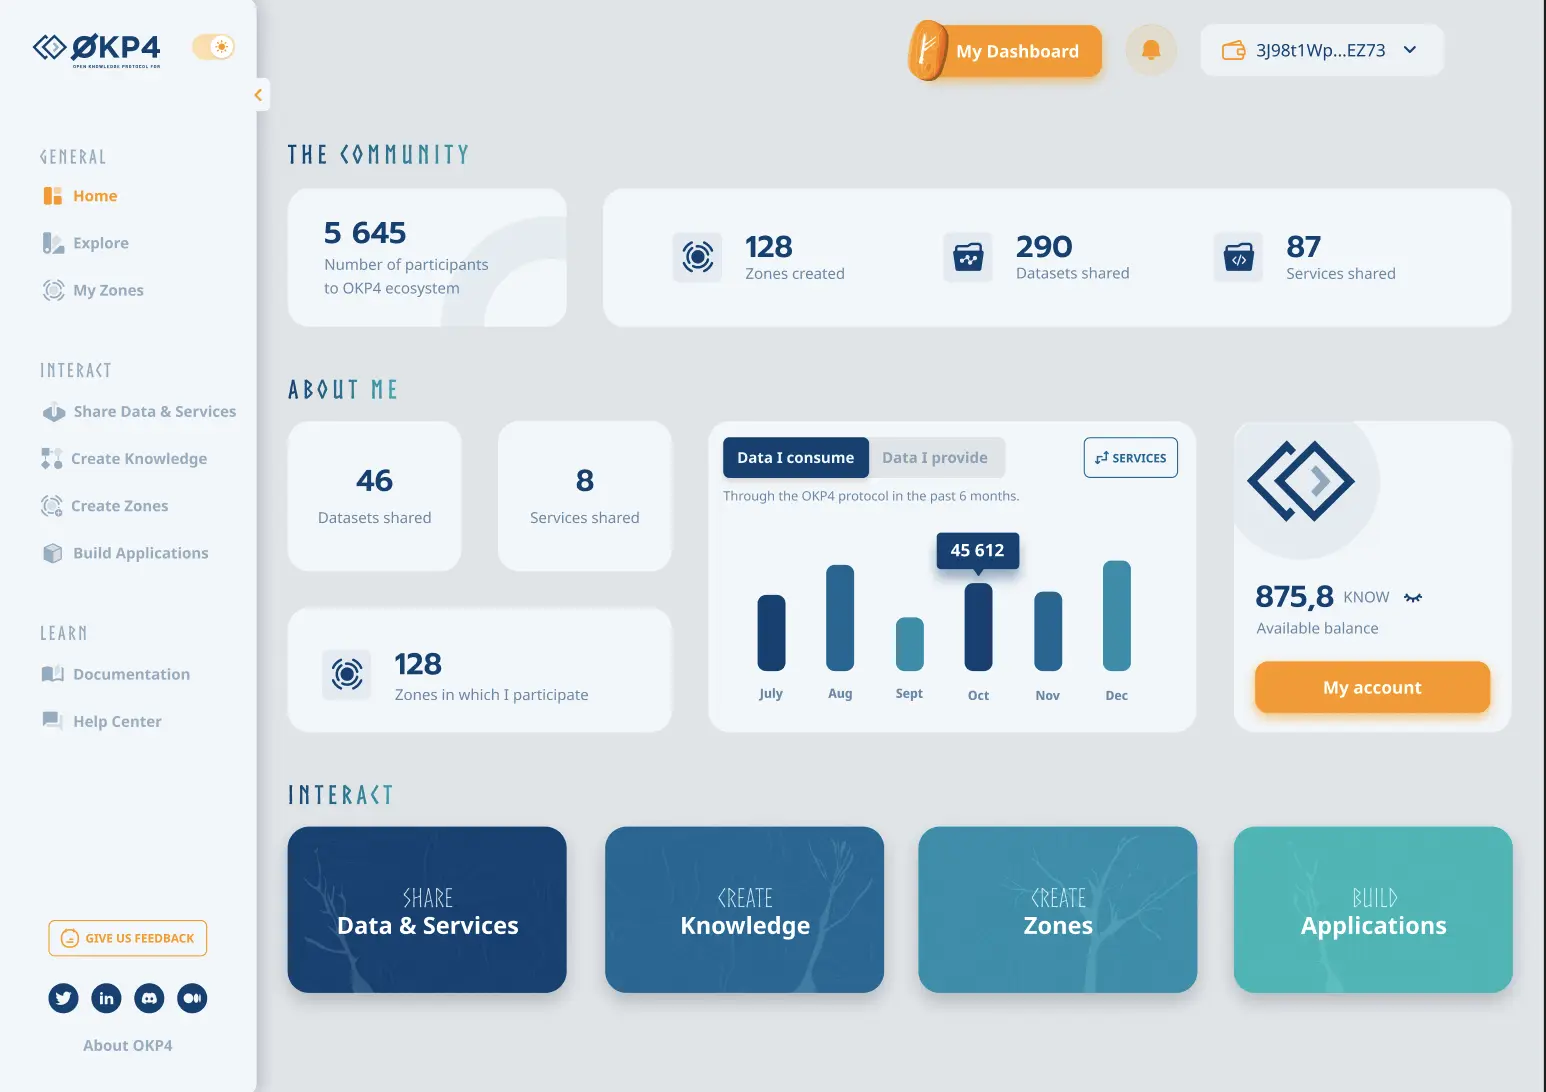 ØKP4
OPEN KNOWLEDGE PROTOCOL FOR
GENERAL
Home
Explore
My Zones
INTERACT
Share Data & Services
Create Knowledge
Create Zones
Build Applications
LEARN
Documentation
Help Center
GIVE US FEEDBACK
in
About OKP4
My Dashboard
3J98t1Wp...EZ73
THE COMMUNITY
5 645
Number of participants
to OKP4 ecosystem
128
Zones created
290
Datasets shared
87
Services shared
ABOUT ME
46
Datasets shared
8
Services shared
128
Zones in which I participate
Data I consume
Data I provide
SERVICES
Through the OKP4 protocol in the past 6 months.
45 612
July
Aug
Sept
Oct
Nov
Dec
875,8 KNOW
Available balance
My account
INTERACT
SHARE
Data & Services
CREATE
Knowledge
CREATE
Zones
BUILD
Applications